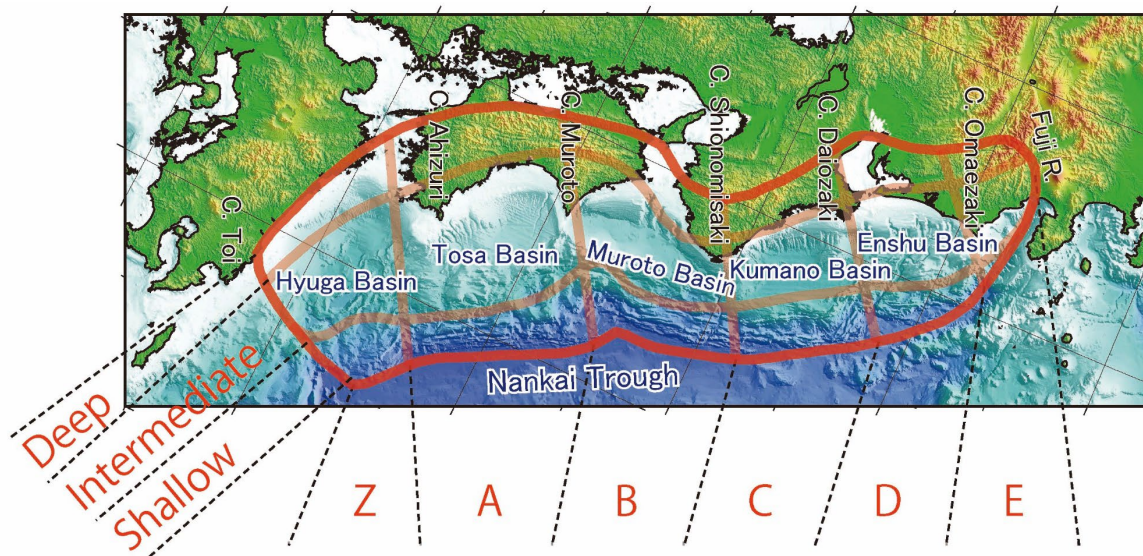 C. Toi
C. Ahizuri
C. Muroto
C. Shionomisaki
C. Daiozaki
C. Omaezaki
Fuji R.
Hyuga Basin
Tosa Basin
Muroto Basin
Kumano Basin
Enshu Basin
Nankai Trough
Deep
Intermediate
Shallow
Z
A
B
C
D
E